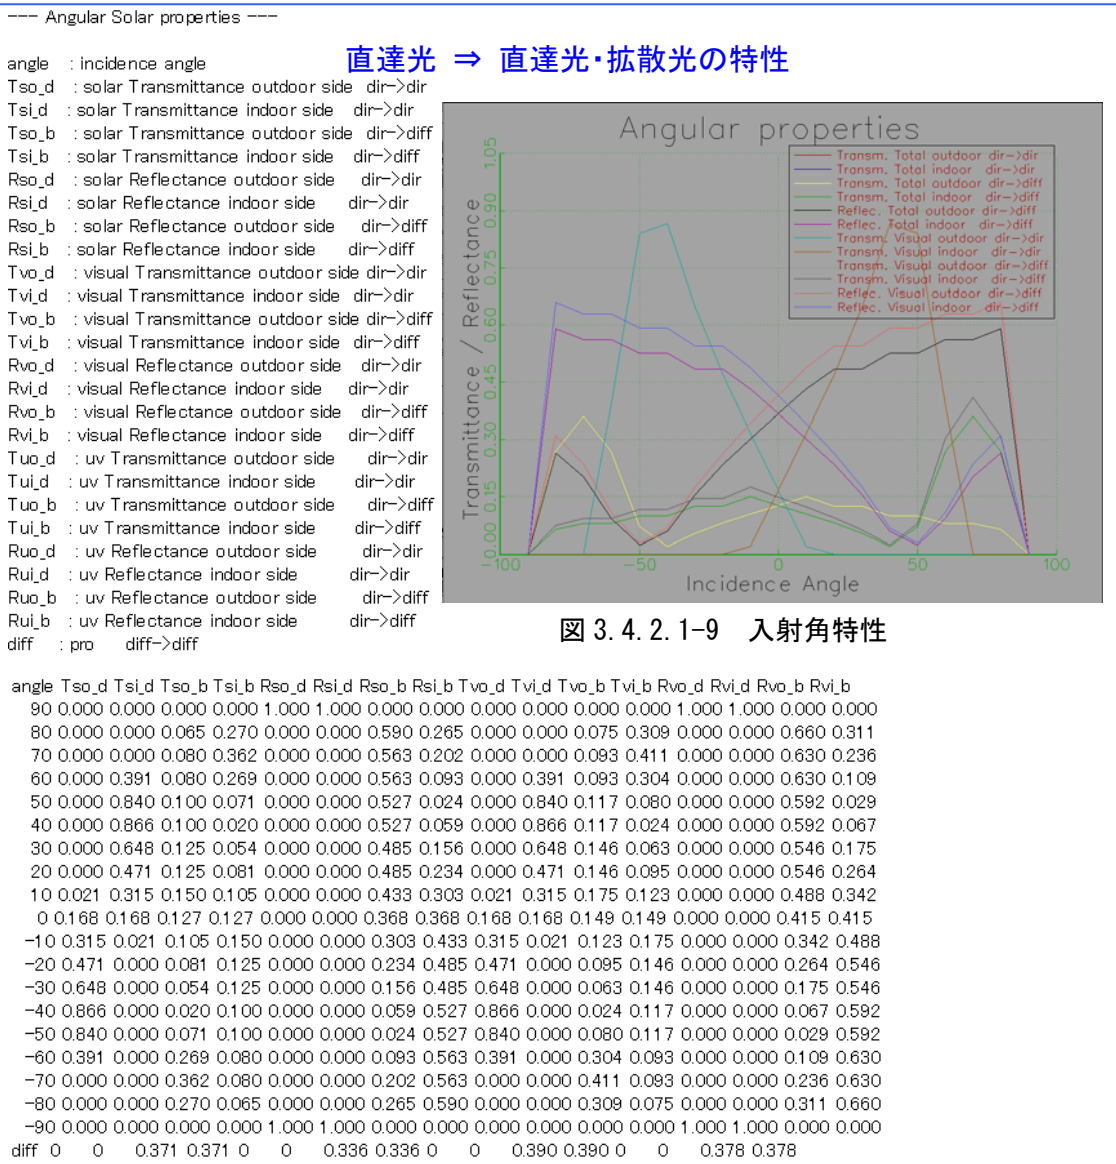 --- Angular Solar properties ---
直達光 ⇒ 直達光・拡散光の特性
angle : incidence angle
Tso_d : solar Transmittance outdoor side dir->dir
Tsi_d : solar Transmittance indoor side dir->dir
Tso_b : solar Transmittance outdoor side dir->diff
Tsi_b : solar Transmittance indoor side dir->diff
Rso_d : solar Reflectance outdoor side dir->dir
Rsi_d : solar Reflectance indoor side dir->dir
Rso_b : solar Reflectance outdoor side dir->diff
Rsi_b : solar Reflectance indoor side dir->diff
Tvo_d : visual Transmittance outdoor side dir->dir
Tvi_d : visual Transmittance indoor side dir->dir
Tvo_b : visual Transmittance outdoor side dir->diff
Tvi_b : visual Transmittance indoor side dir->diff
Rvo_d : visual Reflectance outdoor side dir->dir
Rvi_d : visual Reflectance indoor side dir->dir
Rvo_b : visual Reflectance outdoor side dir->diff
Rvi_b : visual Reflectance indoor side dir->diff
Tuo_d : uv Transmittance outdoor side dir->dir
Tui_d : uv Transmittance indoor side dir->dir
Tuo_b : uv Transmittance outdoor side dir->diff
Tui_b : uv Transmittance indoor side dir->diff
Ruo_d : uv Reflectance outdoor side dir->dir
Rui_d : uv Reflectance indoor side dir->dir
Ruo_b : uv Reflectance outdoor side dir->diff
Rui_b : uv Reflectance indoor side dir->diff
diff : pro diff->diff
Angular properties
Transm. Total outdoor dir->dir
Transm. Total indoor dir->dir
Transm. Total outdoor dir->diff
Transm. Total indoor dir->diff
Reflec. Total outdoor dir->diff
Reflec. Total indoor dir->diff
Transm. Visual outdoor dir->dir
Transm. Visual indoor dir->dir
Transm. Visual outdoor dir->diff
Transm. Visual indoor dir->diff
Reflec. Visual outdoor dir->diff
Reflec. Visual indoor dir->diff
Transmittance / Reflectance
0.00 0.15 0.30 0.45 0.60 0.75 0.90 1.05
-100 -50 0 50 100
Incidence Angle
図 3.4.2.1-9 入射角特性
angle Tso_d Tsi_d Tso_b Tsi_b Rso_d Rsi_d Rso_b Rsi_b Tvo_d Tvi_d Tvo_b Tvi_b Rvo_d Rvi_d Rvo_b Rvi_b
90 0.000 0.000 0.000 0.000 1.000 1.000 0.000 0.000 0.000 0.000 0.000 0.000 1.000 1.000 0.000 0.000
80 0.000 0.000 0.065 0.270 0.000 0.000 0.590 0.265 0.000 0.000 0.075 0.309 0.000 0.000 0.660 0.311
70 0.000 0.000 0.080 0.362 0.000 0.000 0.563 0.202 0.000 0.000 0.093 0.411 0.000 0.000 0.630 0.236
60 0.000 0.391 0.080 0.269 0.000 0.000 0.563 0.093 0.000 0.391 0.093 0.304 0.000 0.000 0.630 0.109
50 0.000 0.840 0.100 0.071 0.000 0.000 0.527 0.024 0.000 0.840 0.117 0.080 0.000 0.000 0.592 0.029
40 0.000 0.866 0.100 0.020 0.000 0.000 0.527 0.059 0.000 0.866 0.117 0.024 0.000 0.000 0.592 0.067
30 0.000 0.648 0.125 0.054 0.000 0.000 0.485 0.156 0.000 0.648 0.146 0.063 0.000 0.000 0.546 0.175
20 0.000 0.471 0.125 0.081 0.000 0.000 0.485 0.234 0.000 0.471 0.146 0.095 0.000 0.000 0.546 0.264
10 0.021 0.315 0.150 0.105 0.000 0.000 0.433 0.303 0.021 0.315 0.175 0.123 0.000 0.000 0.488 0.342
0 0.168 0.168 0.127 0.127 0.000 0.000 0.368 0.368 0.168 0.168 0.149 0.149 0.000 0.000 0.415 0.415
-10 0.315 0.021 0.105 0.150 0.000 0.000 0.303 0.433 0.315 0.021 0.123 0.175 0.000 0.000 0.342 0.488
-20 0.471 0.000 0.081 0.125 0.000 0.000 0.234 0.485 0.471 0.000 0.095 0.146 0.000 0.000 0.264 0.546
-30 0.648 0.000 0.054 0.125 0.000 0.000 0.156 0.485 0.648 0.000 0.063 0.146 0.000 0.000 0.175 0.546
-40 0.866 0.000 0.020 0.100 0.000 0.000 0.059 0.527 0.866 0.000 0.024 0.117 0.000 0.000 0.067 0.592
-50 0.840 0.000 0.071 0.100 0.000 0.000 0.024 0.527 0.840 0.000 0.080 0.117 0.000 0.000 0.029 0.592
-60 0.391 0.000 0.269 0.080 0.000 0.000 0.093 0.563 0.391 0.000 0.304 0.093 0.000 0.000 0.109 0.630
-70 0.000 0.000 0.362 0.080 0.000 0.000 0.202 0.563 0.000 0.000 0.411 0.093 0.000 0.000 0.236 0.630
-80 0.000 0.000 0.270 0.065 0.000 0.000 0.265 0.590 0.000 0.000 0.309 0.075 0.000 0.000 0.311 0.660
-90 0.000 0.000 0.000 0.000 1.000 1.000 0.000 0.000 0.000 0.000 0.000 0.000 1.000 1.000 0.000 0.000
diff 0 0 0.371 0.371 0 0 0.336 0.336 0 0 0.390 0.390 0 0 0.378 0.378